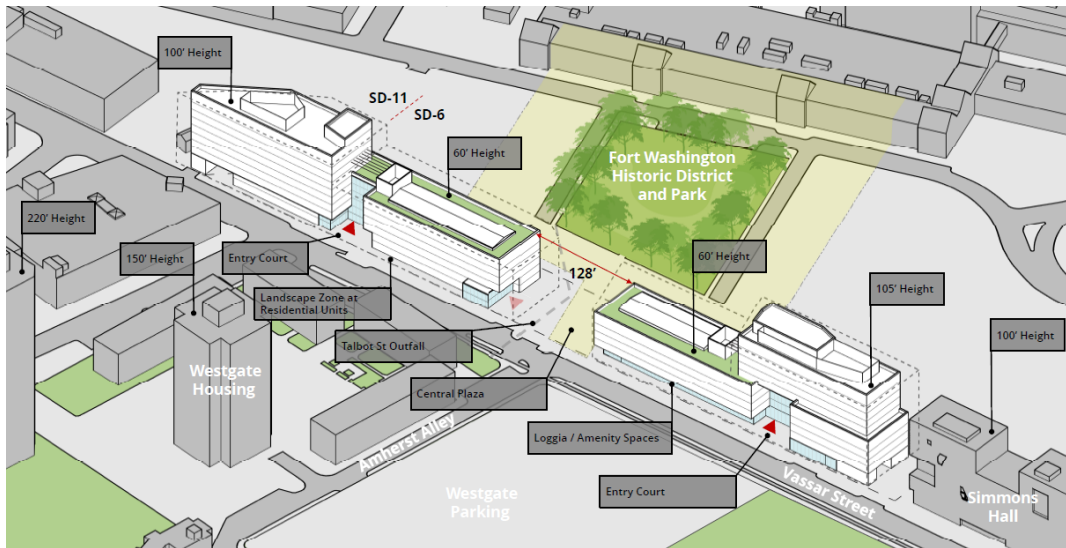 100' Height
SD-11
SD-6
60' Height
Fort Washington
Historic District
and Park
220' Height
150' Height
Entry Court
128'
60' Height
105' Height
Landscape Zone at
Residential Units
100' Height
Talbot St Outfall
Westgate
Housing
Central Plaza
Amherst Alley
Loggia / Amenity Spaces
Westgate
Parking
Entry Court
Vassar Street
Simmons
Hall